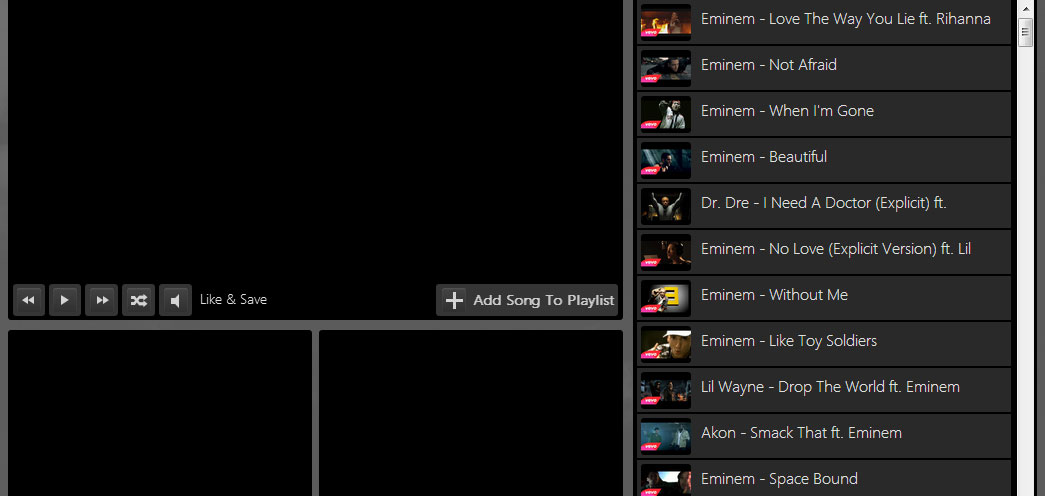 Eminem - Love The Way You Lie ft. Rihanna
Eminem - Not Afraid
Eminem - When I'm Gone
Eminem - Beautiful
Dr. Dre - I Need A Doctor (Explicit) ft.
Eminem - No Love (Explicit Version) ft. Lil
Eminem - Without Me
Eminem - Like Toy Soldiers
Lil Wayne - Drop The World ft. Eminem
Akon - Smack That ft. Eminem
Eminem - Space Bound
Like & Save
Add Song To Playlist